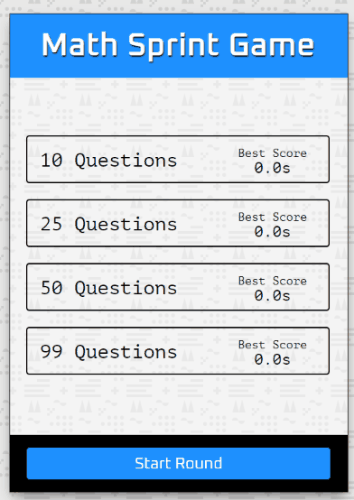 Math Sprint Game
10 Questions
Best Score
0.0s
25 Questions
Best Score
0.0s
50 Questions
Best Score
0.0s
99 Questions
Best Score
0.0s
Start Round